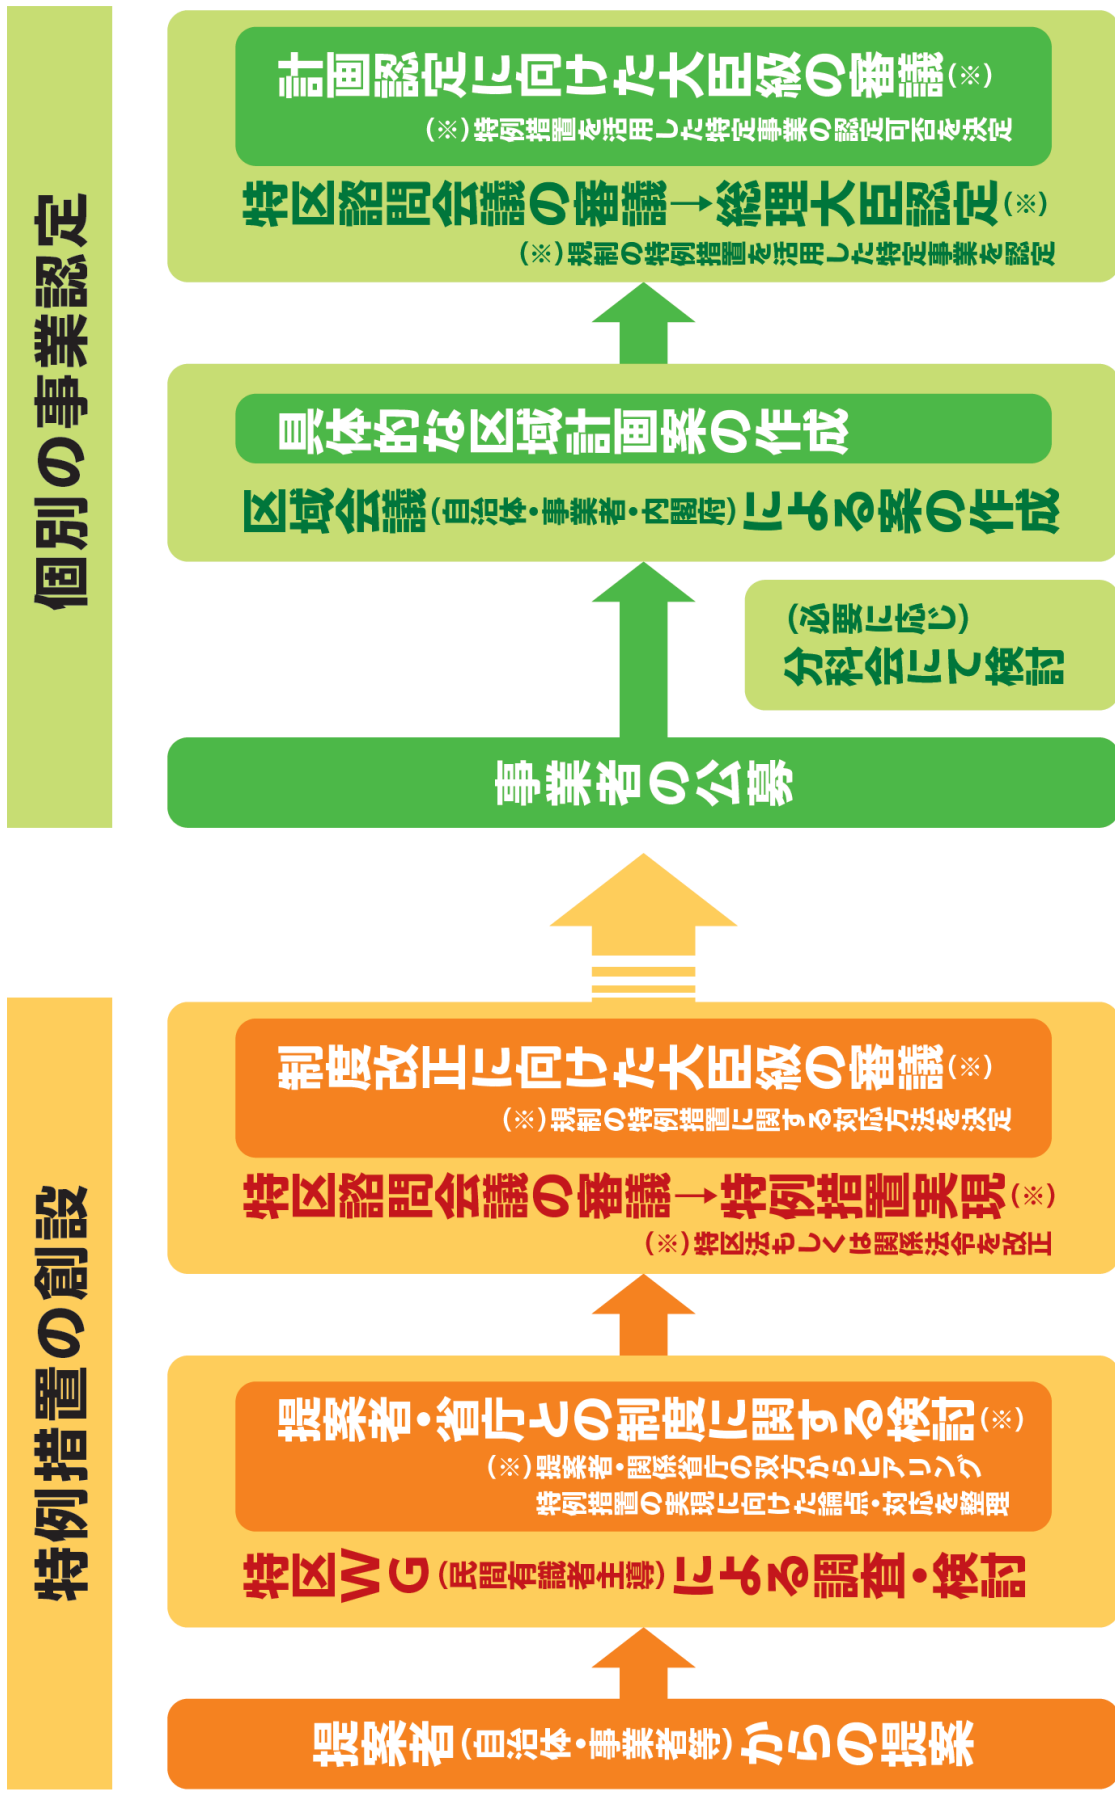 特例措置の創設
提案者（自治体・事業者等）からの提案
提案者・省庁との制度に関する検討（※）
（※）提案者・関係省庁の双方からヒアリング
特例措置の実現に向けた論点・対応を整理
特区WG（民間有識者主導）による調査・検討
制度改正に向けた大臣級の審議（※）
（※）規制の特例措置に関する対応方法を決定
特区諮問会議の審議→特例措置実現（※）
（※）特区法もしくは関係法令を改正
個別の事業認定
事業者の公募
（必要に応じ）
分科会にて検討
具体的な区域計画案の作成
区域会議（自治体・事業者・内閣府）による案の作成
計画認定に向けた大臣級の審議（※）
（※）特例措置を活用した特定事業の認定可否を決定
特区諮問会議の審議→総理大臣認定（※）
（※）規制の特例措置を活用した特定事業を認定